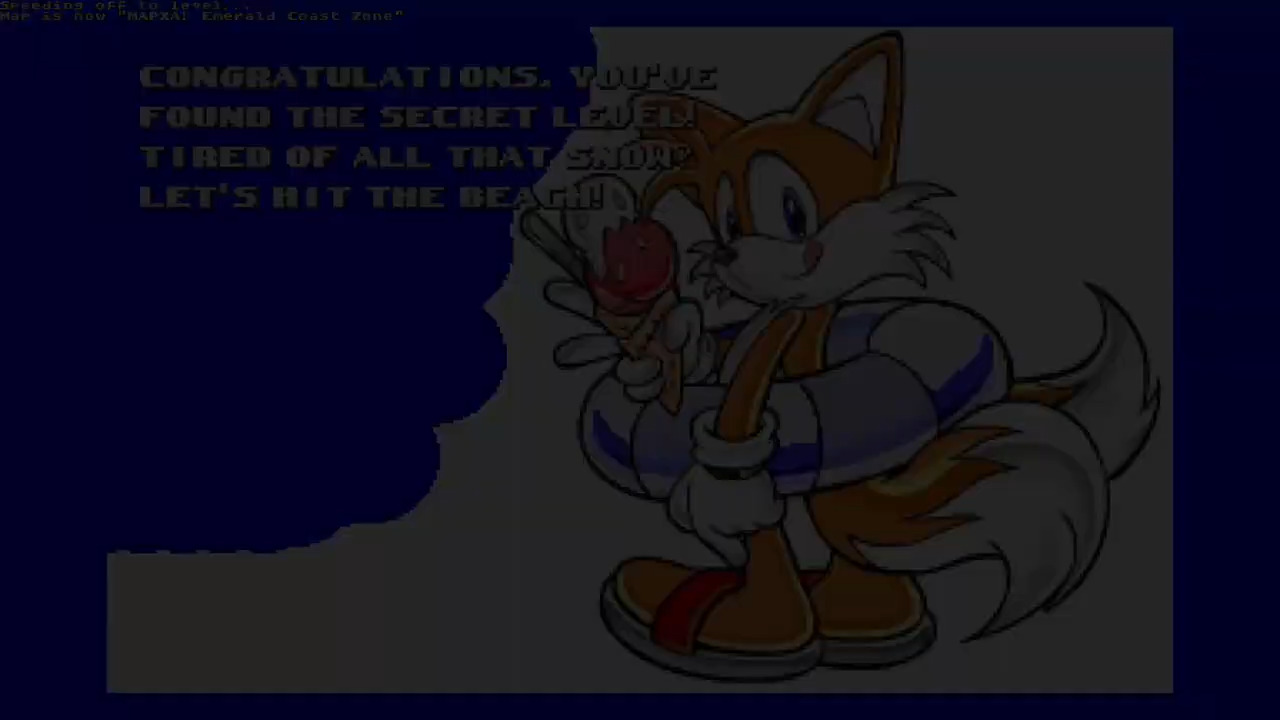 Speeding off to level...
Map is now "MAPXA: Emerald Coast Zone"
CONGRATULATIONS. YOU'VE
FOUND THE SECRET LEVEL!
TIRED OF ALL THAT SNOW?
LET'S HIT THE BEACH!